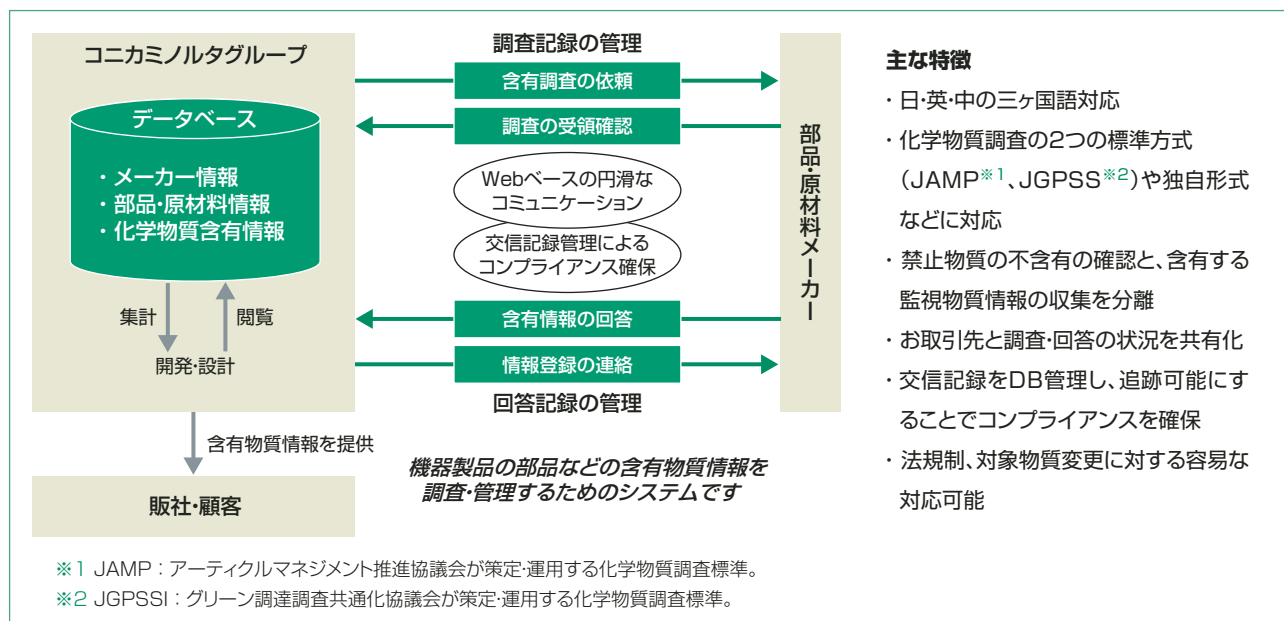 コニカミノルタグループ
データベース
・メーカー情報
・部品・原材料情報
・化学物質含有情報
集計
閲覧
開発・設計
含有物質情報を提供
販社・顧客
調査記録の管理
含有調査の依頼
調査の受領確認
Webベースの円滑な
コミュニケーション
交信記録管理による
コンプライアンス確保
含有情報の回答
情報登録の連絡
回答記録の管理
機器製品の部品などの含有物質情報を
調査・管理するためのシステムです
部品・原材料メーカー
主な特徴
・日・英・中の三ヶ国語対応
・化学物質調査の2つの標準方式
（JAMP※1、JGPSS※2）や独自形式
などに対応
・禁止物質の不含有の確認と、含有する
監視物質情報の収集を分離
・お取引先と調査・回答の状況を共有化
・交信記録をDB管理し、追跡可能にす
ることでコンプライアンスを確保
・法規制、対象物質変更に対する容易な
対応可能
※1 JAMP：アーティクルマネジメント推進協議会が策定・運用する化学物質調査標準。
※2 JGPSSI：グリーン調達調査共通化協議会が策定・運用する化学物質調査標準。